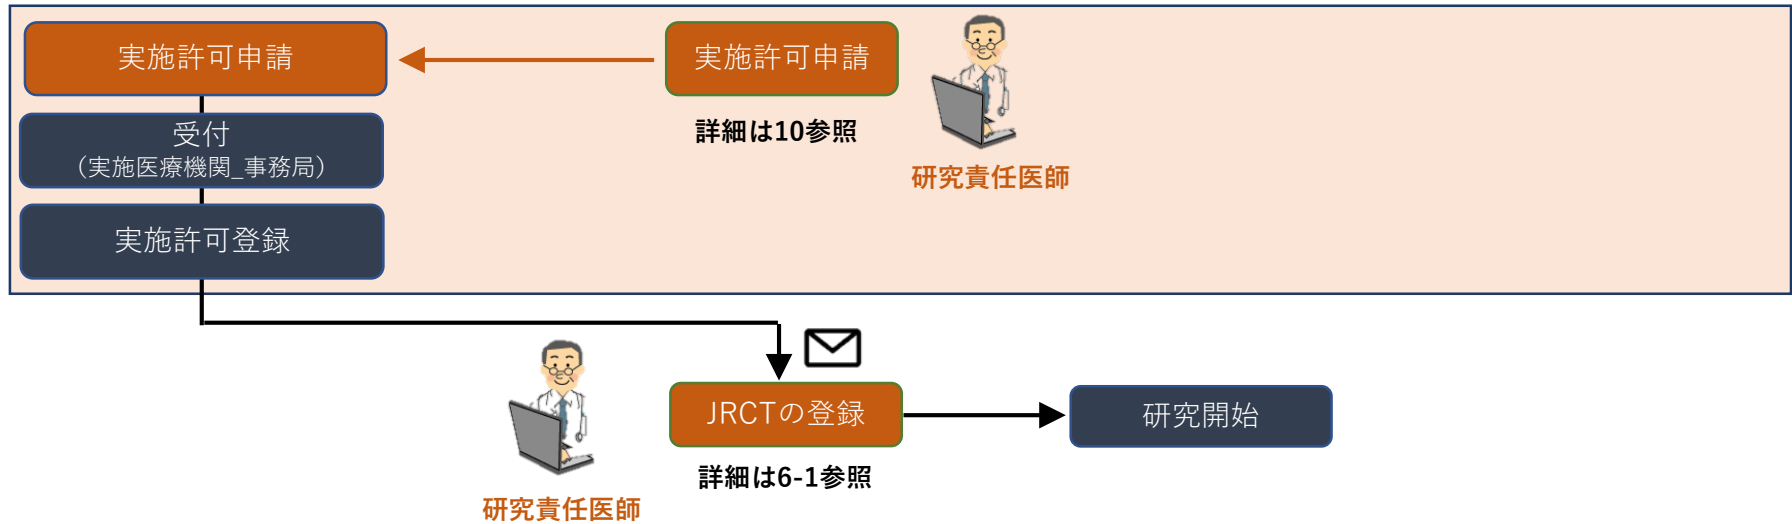 実施許可申請
実施許可申請
詳細は10参照
研究責任医師
受付
（実施医療機関_事務局）
実施許可登録
JRCTの登録
研究開始
詳細は6-1参照
研究責任医師